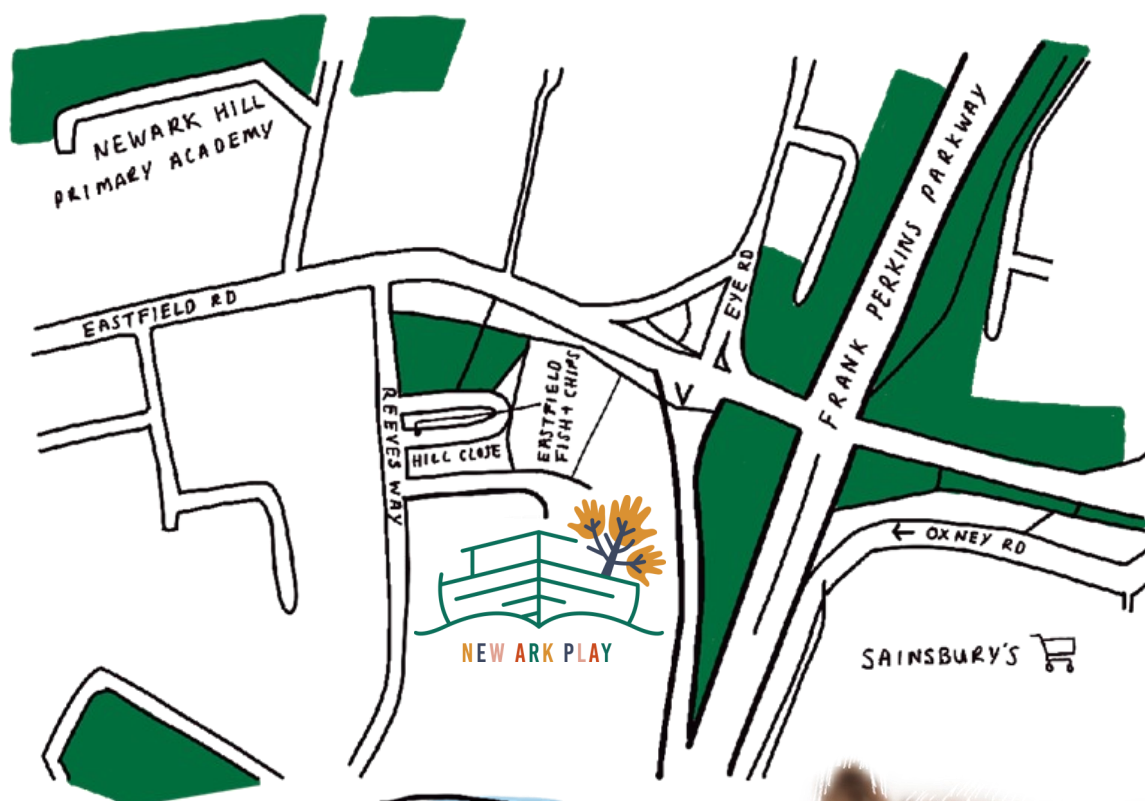 NEWARK HILL
PRIMARY ACADEMY
FRANK PERKINS PARKWAY
EYE RD
EASTFIELD RD
EASTFIELD
FISH + CHIPS
REEVES WAY
HILL CLOSE
OXNEY RD
NEW ARK PLAY
SAINSBURY'S